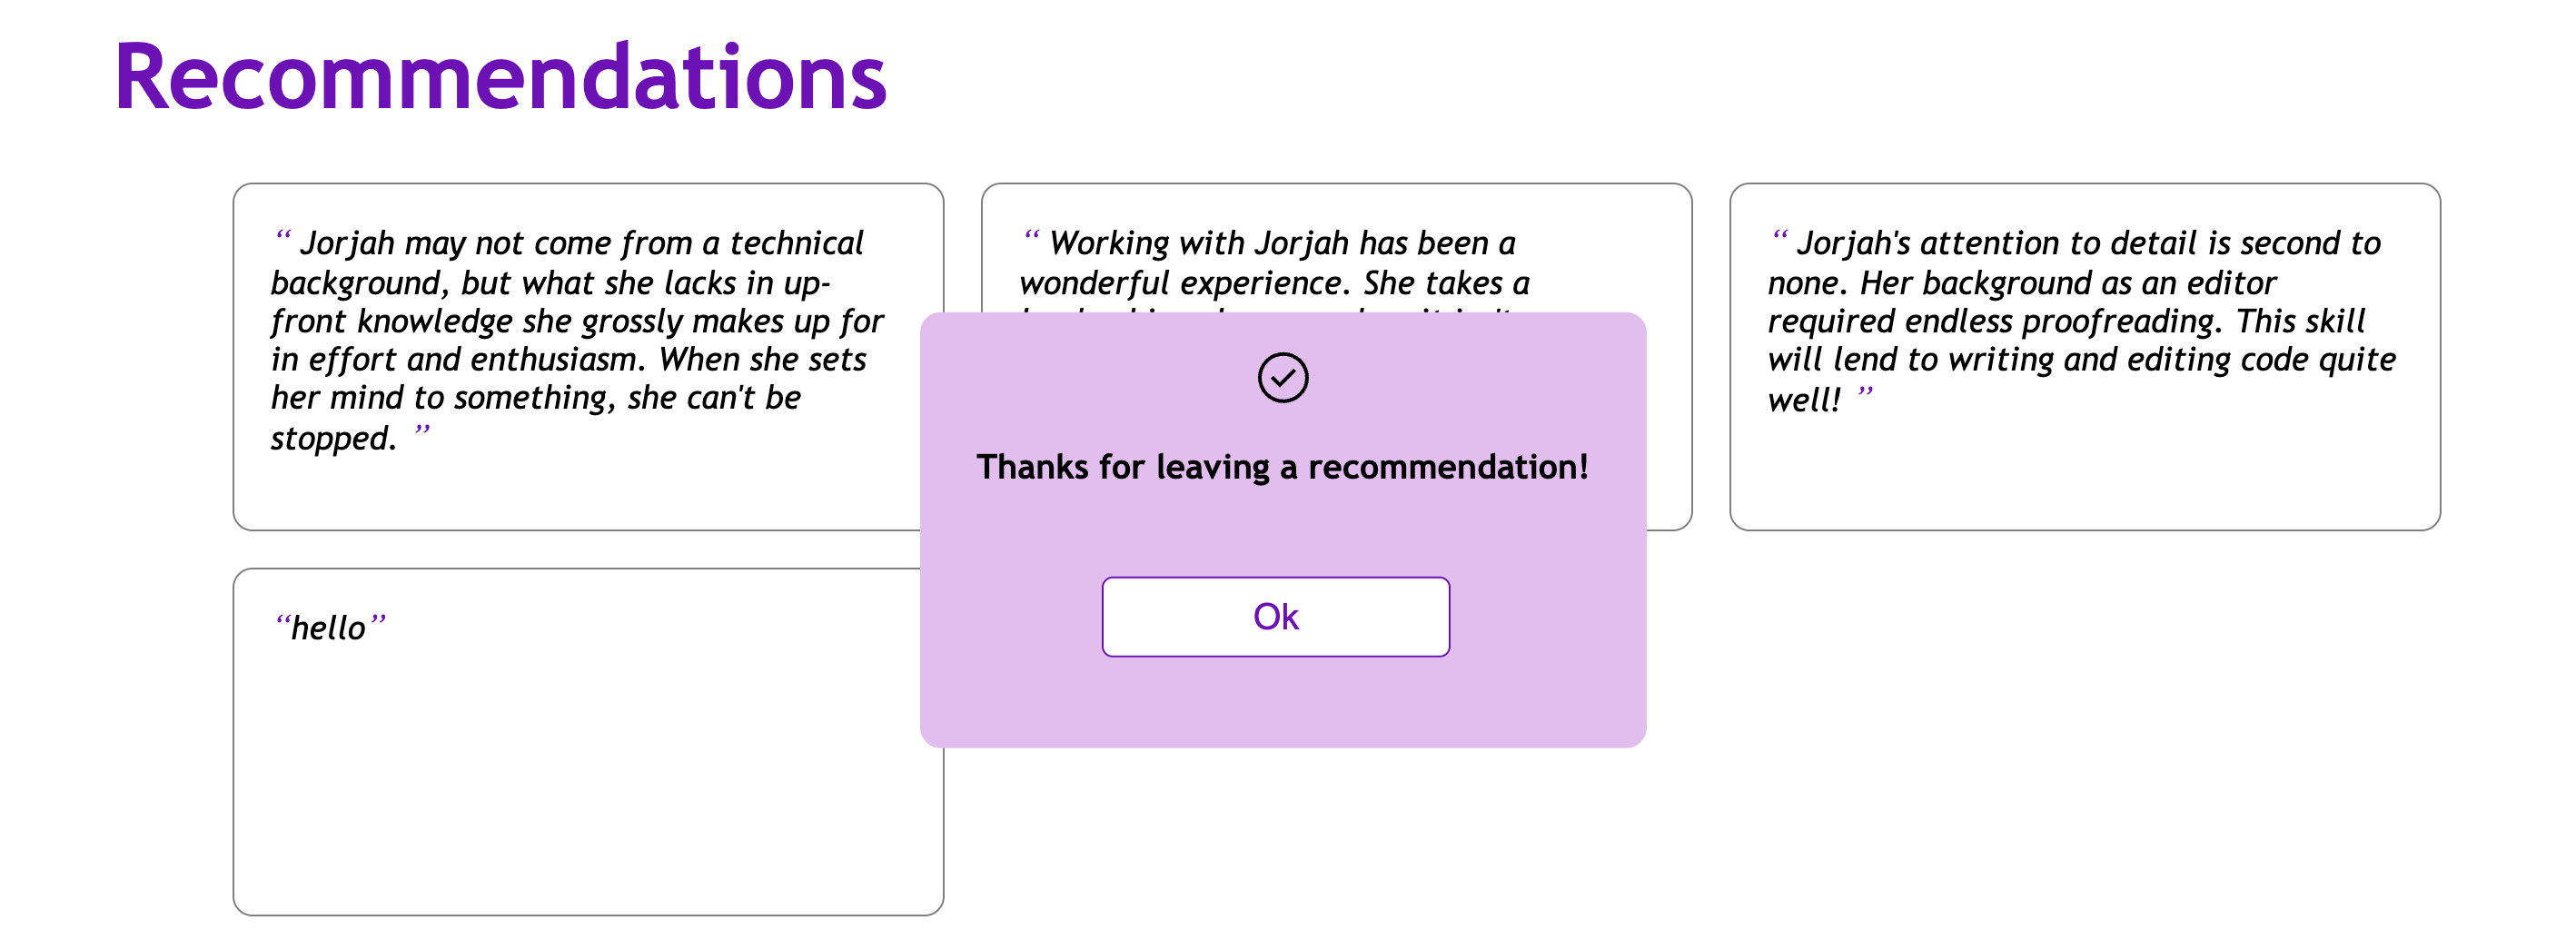 Recommendations
“ Jorjah may not come from a technical
background, but what she lacks in up-
front knowledge she grossly makes up for
in effort and enthusiasm. When she sets
her mind to something, she can't be
stopped. ”
“ Working with Jorjah has been a
wonderful experience. She takes a
“ Jorjah's attention to detail is second to
none. Her background as an editor
required endless proofreading. This skill
will lend to writing and editing code quite
well! ”
Thanks for leaving a recommendation!
Ok
“hello”